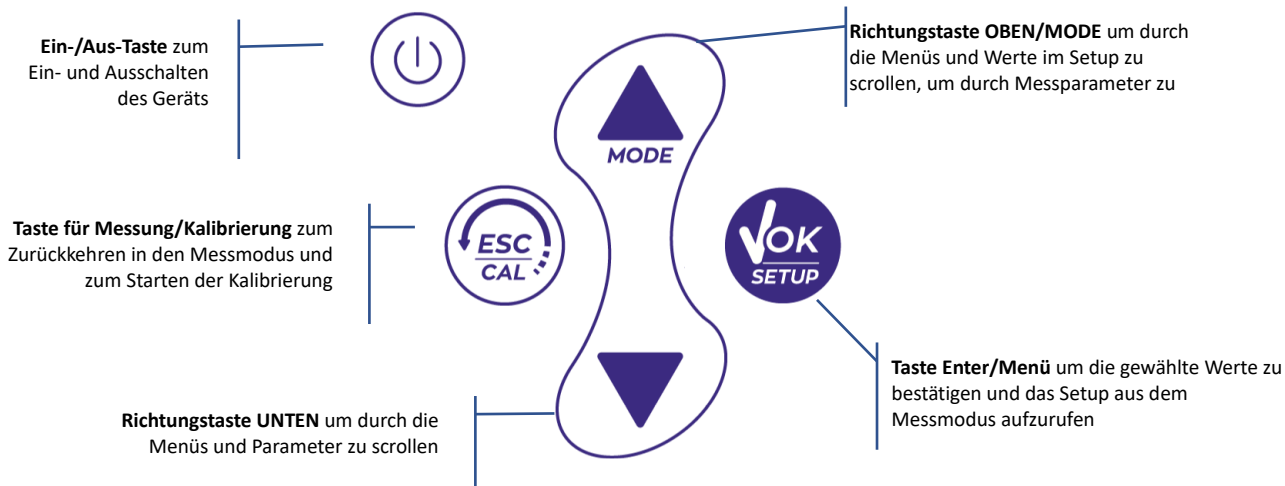 Ein-/Aus-Taste zum
Ein- und Ausschalten
des Geräts
Richtungstaste OBEN/MODE um durch
die Menüs und Werte im Setup zu
scrollen, um durch Messparameter zu
MODE
Taste für Messung/Kalibrierung zum
Zurückkehren in den Messmodus und
zum Starten der Kalibrierung
ESC
CAL
OK
SETUP
Taste Enter/Menü um die gewählte Werte zu
bestätigen und das Setup aus dem
Messmodus aufzurufen
Richtungstaste UNTEN um durch die
Menüs und Parameter zu scrollen